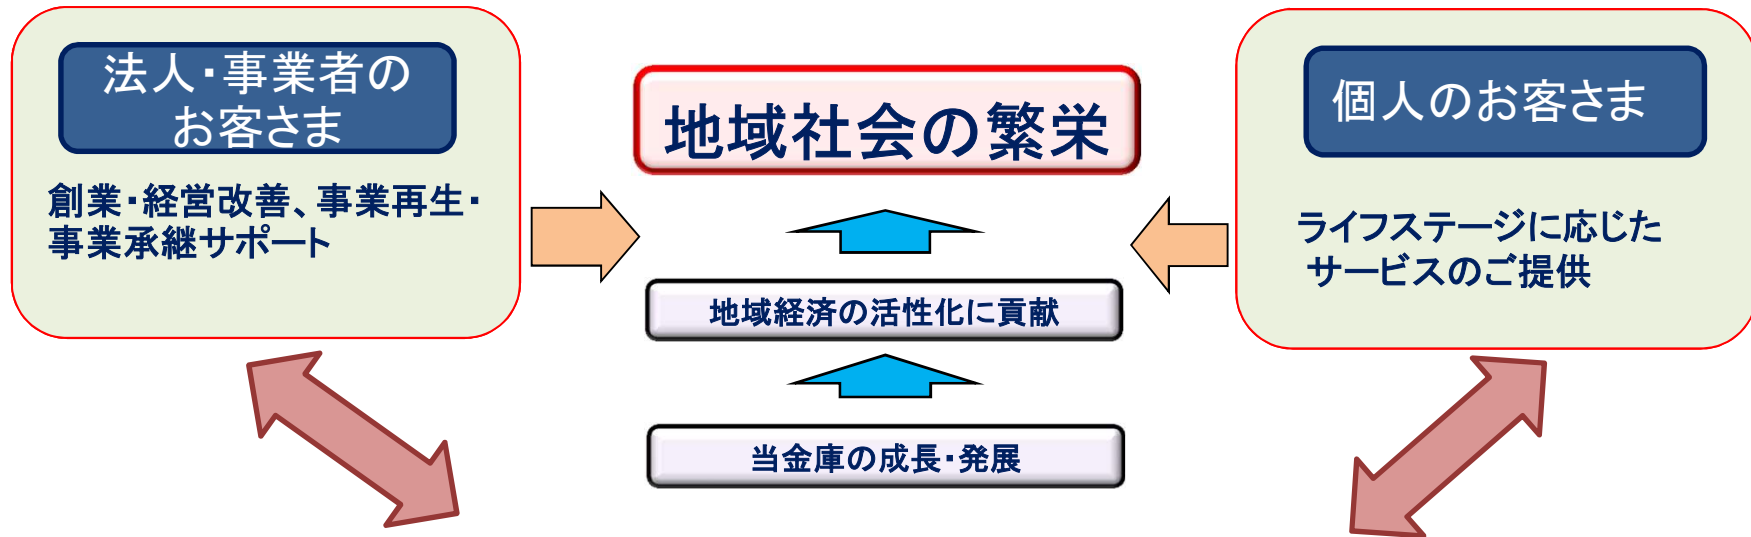 法人・事業者の
お客さま
創業・経営改善、事業再生・
事業承継サポート
地域社会の繁栄
地域経済の活性化に貢献
当金庫の成長・発展
個人のお客さま
ライフステージに応じた
サービスのご提供